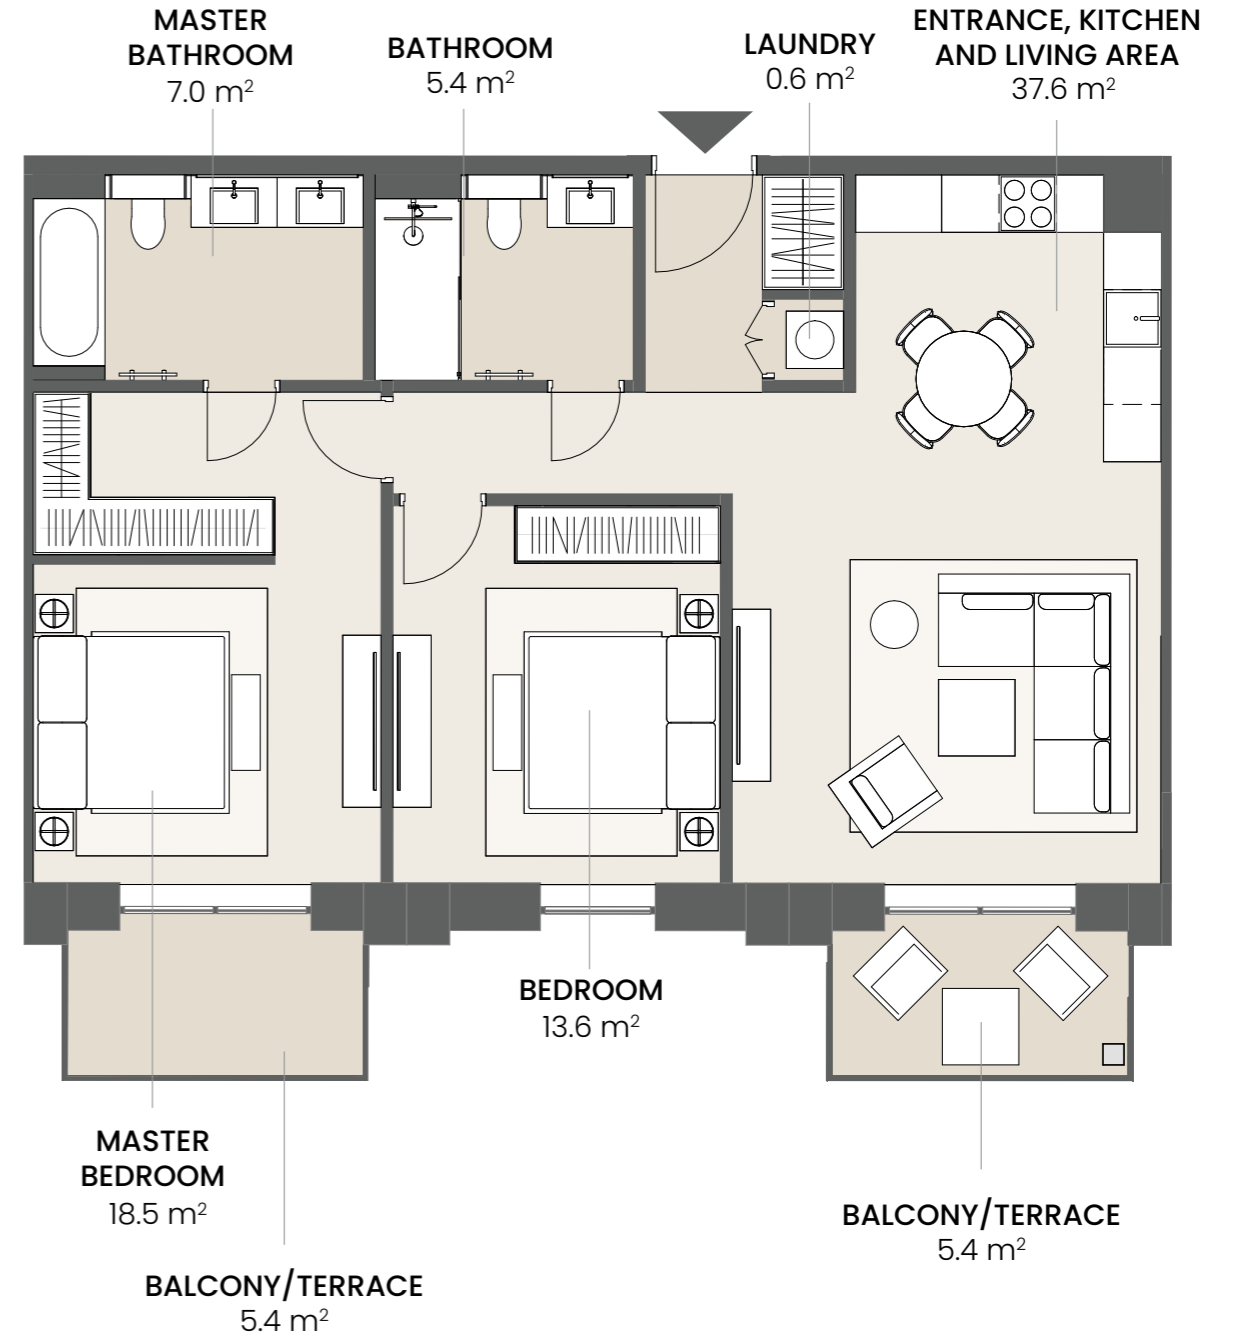 MASTER
BATHROOM
7.0 m²
BATHROOM
5.4 m²
LAUNDRY
0.6 m²
ENTRANCE, KITCHEN
AND LIVING AREA
37.6 m²
BEDROOM
13.6 m²
MASTER
BEDROOM
18.5 m²
BALCONY/TERRACE
5.4 m²
BALCONY/TERRACE
5.4 m²